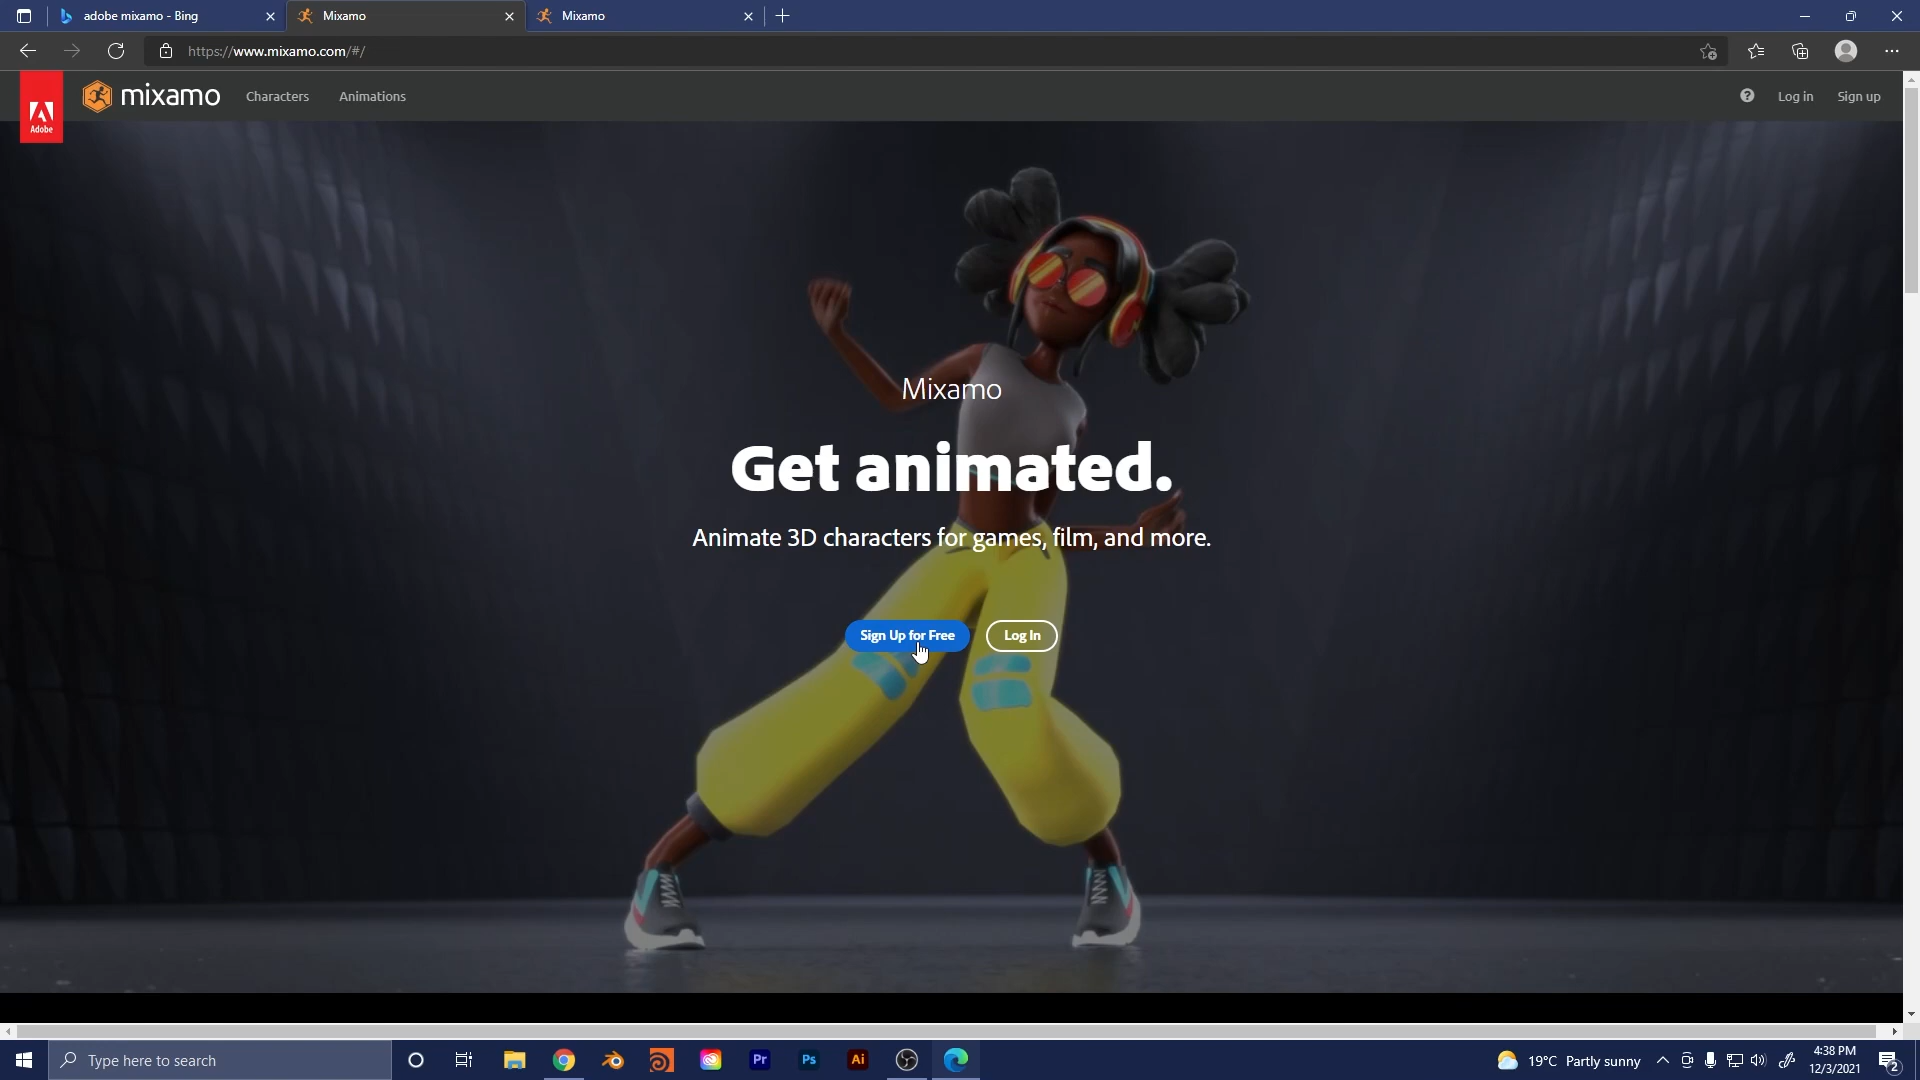 adobe mixamo - Bing
Mixamo
Mixamo
https://www.mixamo.com/#/
Adobe
mixamo
Characters
Animations
Log in
Sign up
Mixamo
Get animated.
Animate 3D characters for games, film, and more.
Sign Up for Free
Log In
Type here to search
Pr
Ps
Ai
19°C Partly sunny
4:38 PM
12/3/2021
2